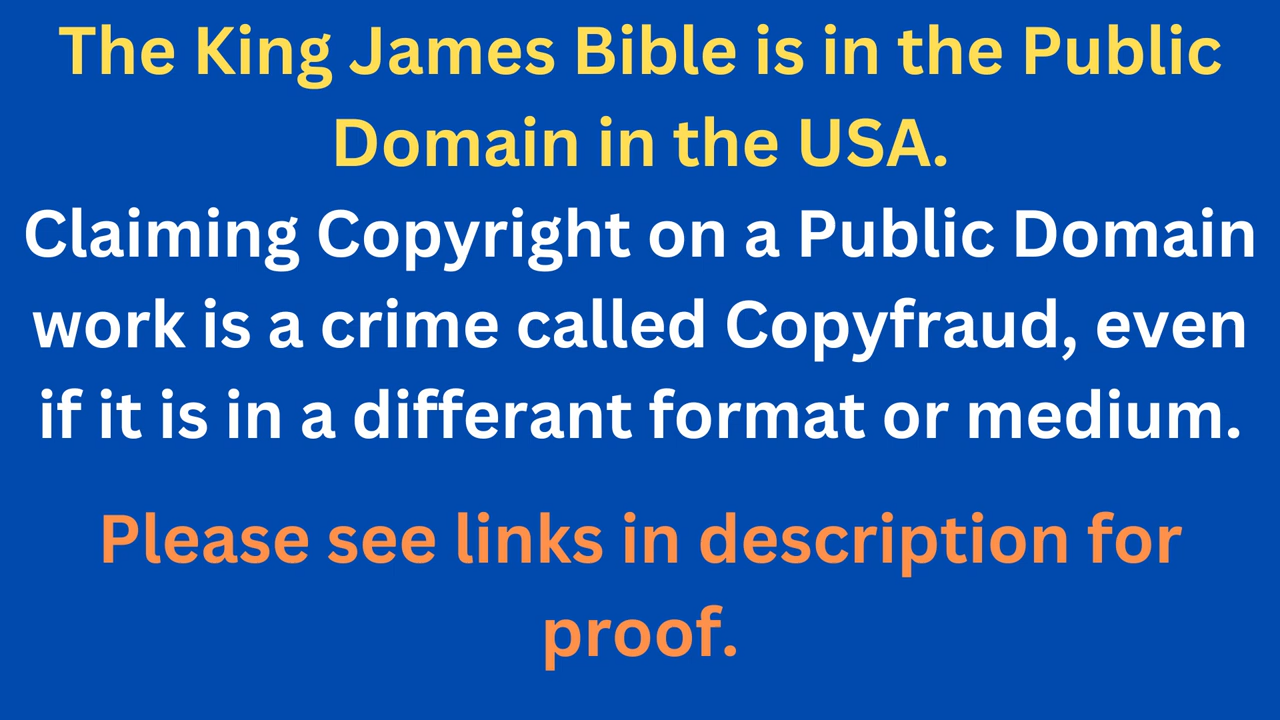 The King James Bible is in the Public
Domain in the USA.
Claiming Copyright on a Public Domain
work is a crime called Copyfraud, even
if it is in a differant format or medium.
Please see links in description for
proof.